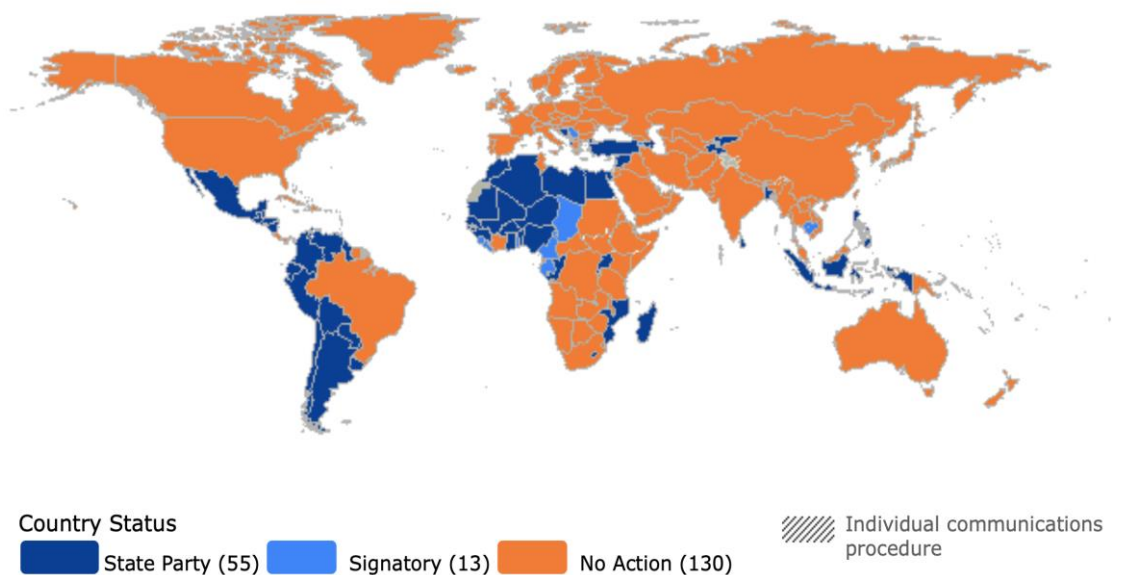 Country Status
State Party (55)
Signatory (13)
No Action (130)
Individual communications
procedure